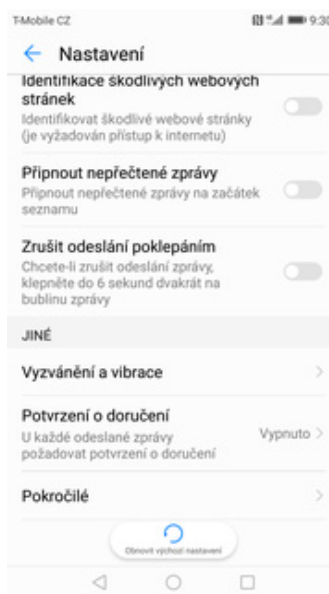 T-Mobile CZ
9:30
Nastavení
Identifikace škodlivých webových
stránek
Identifikovat škodlivé webové stránky
(je vyžadován přístup k internetu)
Připnout nepřečtené zprávy
Připnout nepřečtené zprávy na začátek
seznamu
Zrušit odeslání poklepáním
Chcete-li zrušit odeslání zprávy,
klepněte do 6 sekund dvakrát na
bublinu zprávy
JINÉ
Vyzvánění a vibrace
Potvrzení o doručení
U každé odeslané zprávy
požadovat potvrzení o doručení
Vypnuto
Pokročilé
Obnovit výchozí nastavení